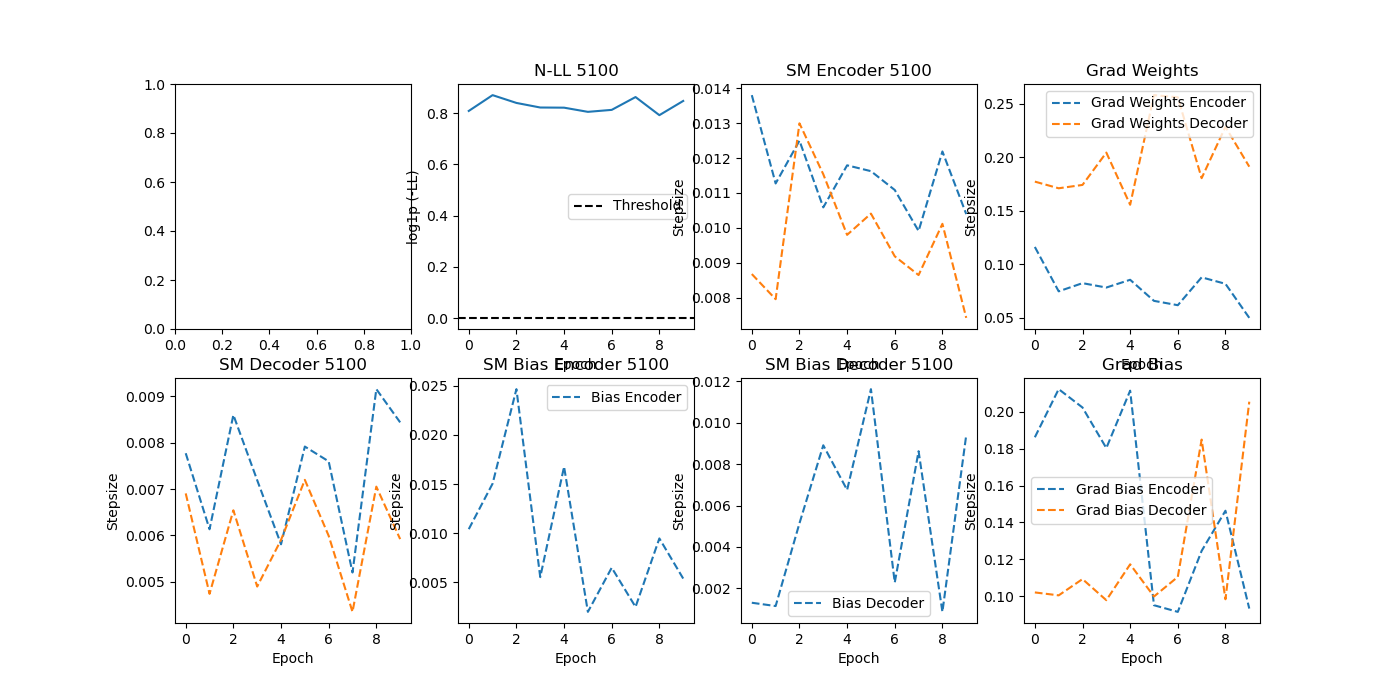 N-LL 5100
SM Encoder 5100
Grad Weights
1.0
0.8
0.6
0.4
0.2
0.0
0.0 0.2 0.4 0.6 0.8 1.0
log1p (-LL)
0.8
0.6
0.4
0.2
0.0
Threshold
0 2 4 6 8
Epoch
Stepsize
0.014
0.013
0.012
0.011
0.010
0.009
0.008
0 2 4 6 8
Epoch
Stepsize
0.25
0.20
0.15
0.10
0.05
Grad Weights Encoder
Grad Weights Decoder
0 2 4 6 8
Epoch
SM Decoder 5100
SM Bias Encoder 5100
SM Bias Decoder 5100
Grad Bias
Stepsize
0.009
0.008
0.007
0.006
0.005
0 2 4 6 8
Epoch
Stepsize
0.025
0.020
0.015
0.010
0.005
Bias Encoder
0 2 4 6 8
Epoch
Stepsize
0.012
0.010
0.008
0.006
0.004
0.002
Bias Decoder
0 2 4 6 8
Epoch
Stepsize
0.20
0.18
0.16
0.14
0.12
0.10
Grad Bias Encoder
Grad Bias Decoder
0 2 4 6 8
Epoch